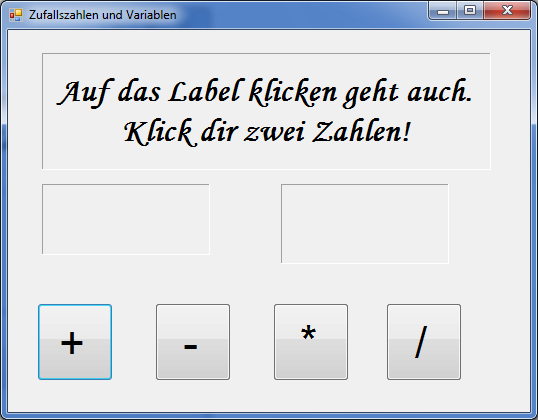 Zufallszahlen und Variablen
Auf das Label klicken geht auch.
Klick dir zwei Zahlen!
+ - * /